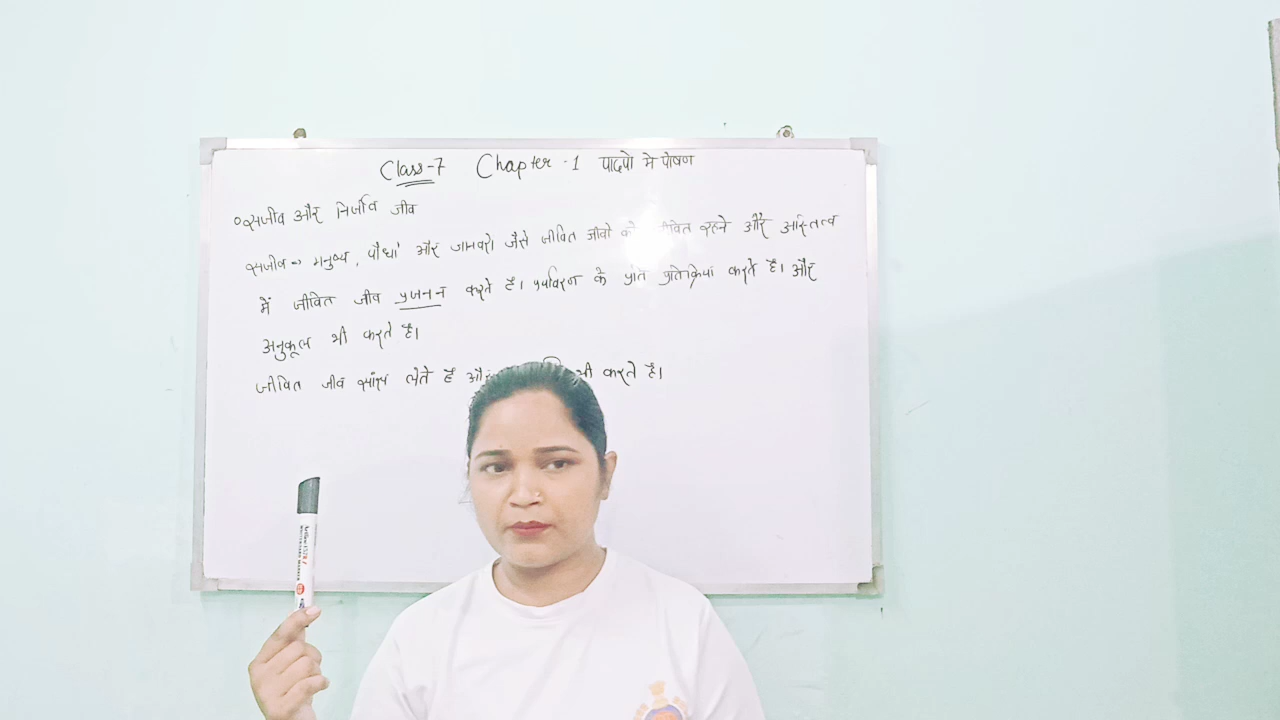 Class-7 Chapter-1 पादपो मे पोषण
सजीव और निर्जीव जीव
सजीव => मनुष्य, पौधों और जानवरो जैसे जीवित जीवो को जीवित रहने और अस्तित्व
में जीवित जीव प्रजनन करते है। पर्यावरण के प्रति प्रतिक्रिया करते है। और
अनुकूल भी करते है।
जीवित जीव सांस लेते है और भी करते है।